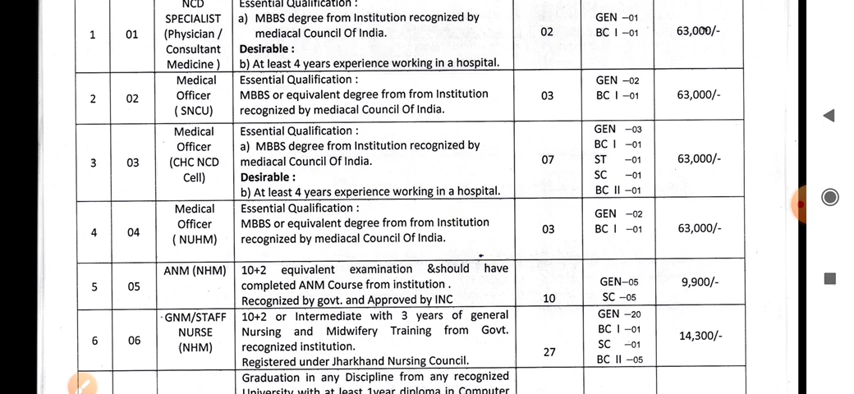 NCD Essential Qualification :
SPECIALIST a) MBBS degree from Institution recognized by GEN –01
1 01 (Physician / mediacal Council Of India. 02 BC I –01 63,000/-
Consultant Desirable :
Medicine ) b) At least 4 years experience working in a hospital.
Medical Essential Qualification : GEN –02
2 02 Officer MBBS or equivalent degree from from Institution 03 BC I –01 63,000/-
( SNCU) recognized by mediacal Council Of India.
Medical Essential Qualification : GEN –03
Officer a) MBBS degree from Institution recognized by BC I –01
3 03 (CHC NCD mediacal Council Of India. 07 ST –01 63,000/-
Cell) Desirable : SC –01
b) At least 4 years experience working in a hospital. BC II –01
Medical Essential Qualification : GEN –02
4 04 Officer MBBS or equivalent degree from from Institution 03 BC I –01 63,000/-
( NUHM) recognized by mediacal Council Of India.
ANM (NHM) 10+2 equivalent examination &should have
5 05 completed ANM Course from institution . GEN–05 9,900/-
Recognized by govt. and Approved by INC 10 SC –05
GNM/STAFF 10+2 or Intermediate with 3 years of general GEN –20
6 06 NURSE Nursing and Midwifery Training from Govt. BC I –01 14,300/-
(NHM) recognized institution. SC –01
Registered under Jharkhand Nursing Council. 27 BC II –05
Graduation in any Discipline from any recognized
University with at least 1year diploma in Computer